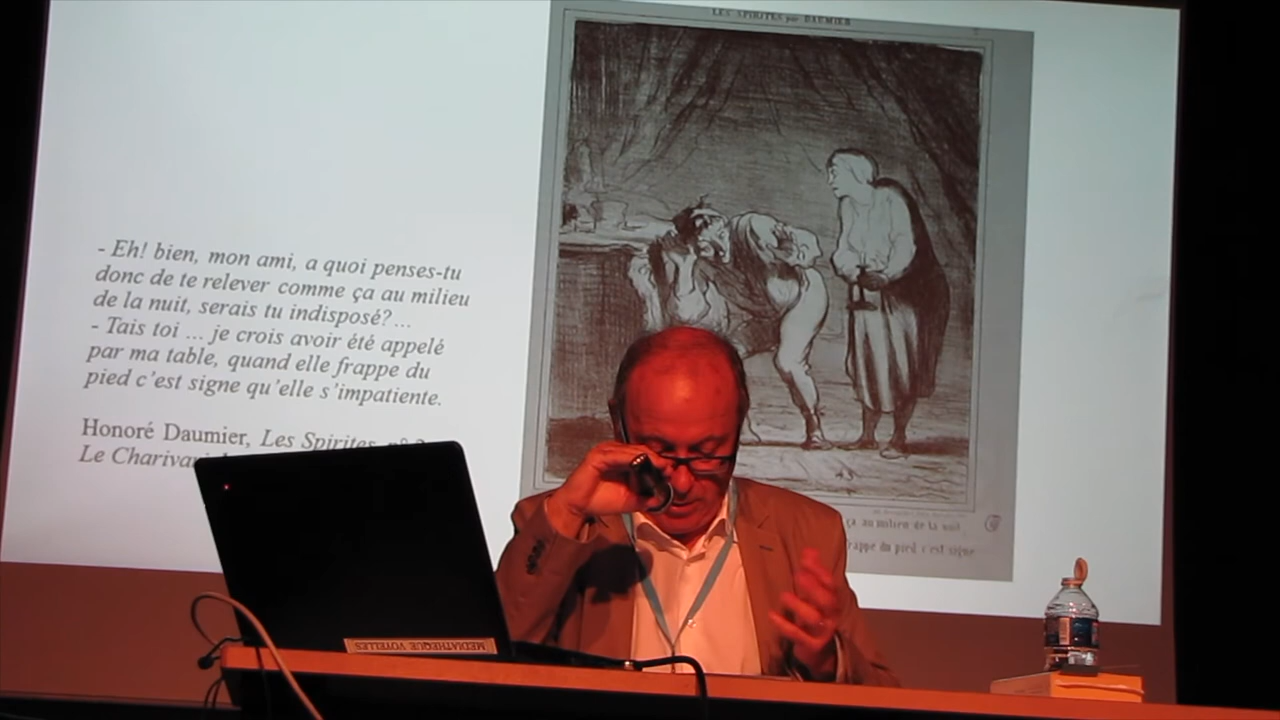 LES SPIRITES par DAUMIER
- Eh! bien, mon ami, a quoi penses-tu
donc de te relever comme ça au milieu
de la nuit, serais tu indisposé?...
- Tais toi ... je crois avoir été appelé
par ma table, quand elle frappe du
pied c'est signe qu'elle s'impatiente.
Honoré Daumier, Les Spirites, n°
Le Charivari
ça au milieu de la nuit
frappe du pied c'est signe
MEDIATHEQUE VOYELLES